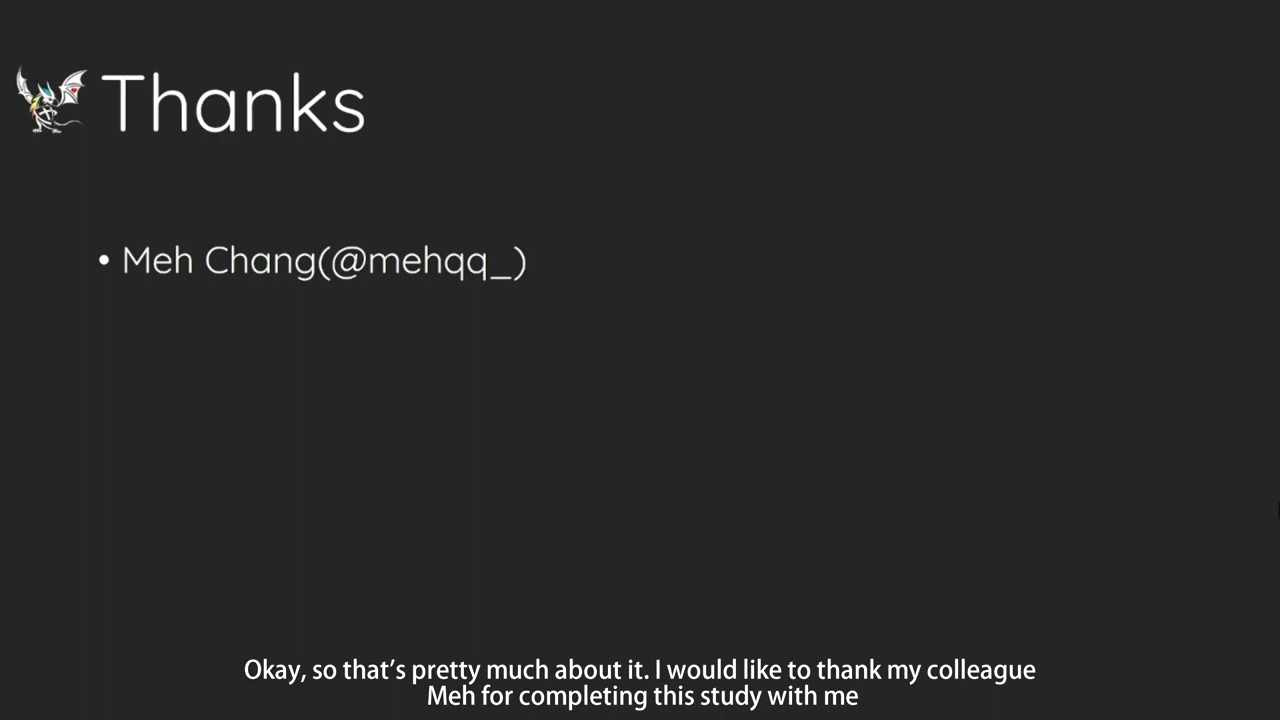 Thanks
• Meh Chang(@mehqq_)
Okay, so that's pretty much about it. I would like to thank my colleague
Meh for completing this study with me